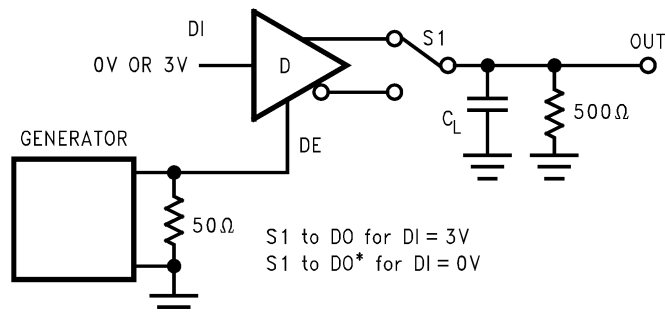 DI
S1
OUT
0V OR 3V
D
CL
500Ω
GENERATOR
DE
50Ω
S1 to DO for DI = 3V
S1 to DO* for DI = 0V